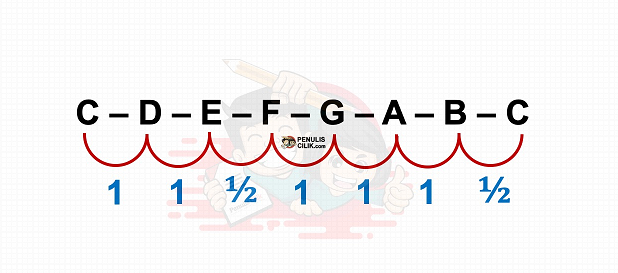 C – D – E – F – G – A – B – C
PENULIS
CILIK.com
1 1 ½ 1 1 1 ½